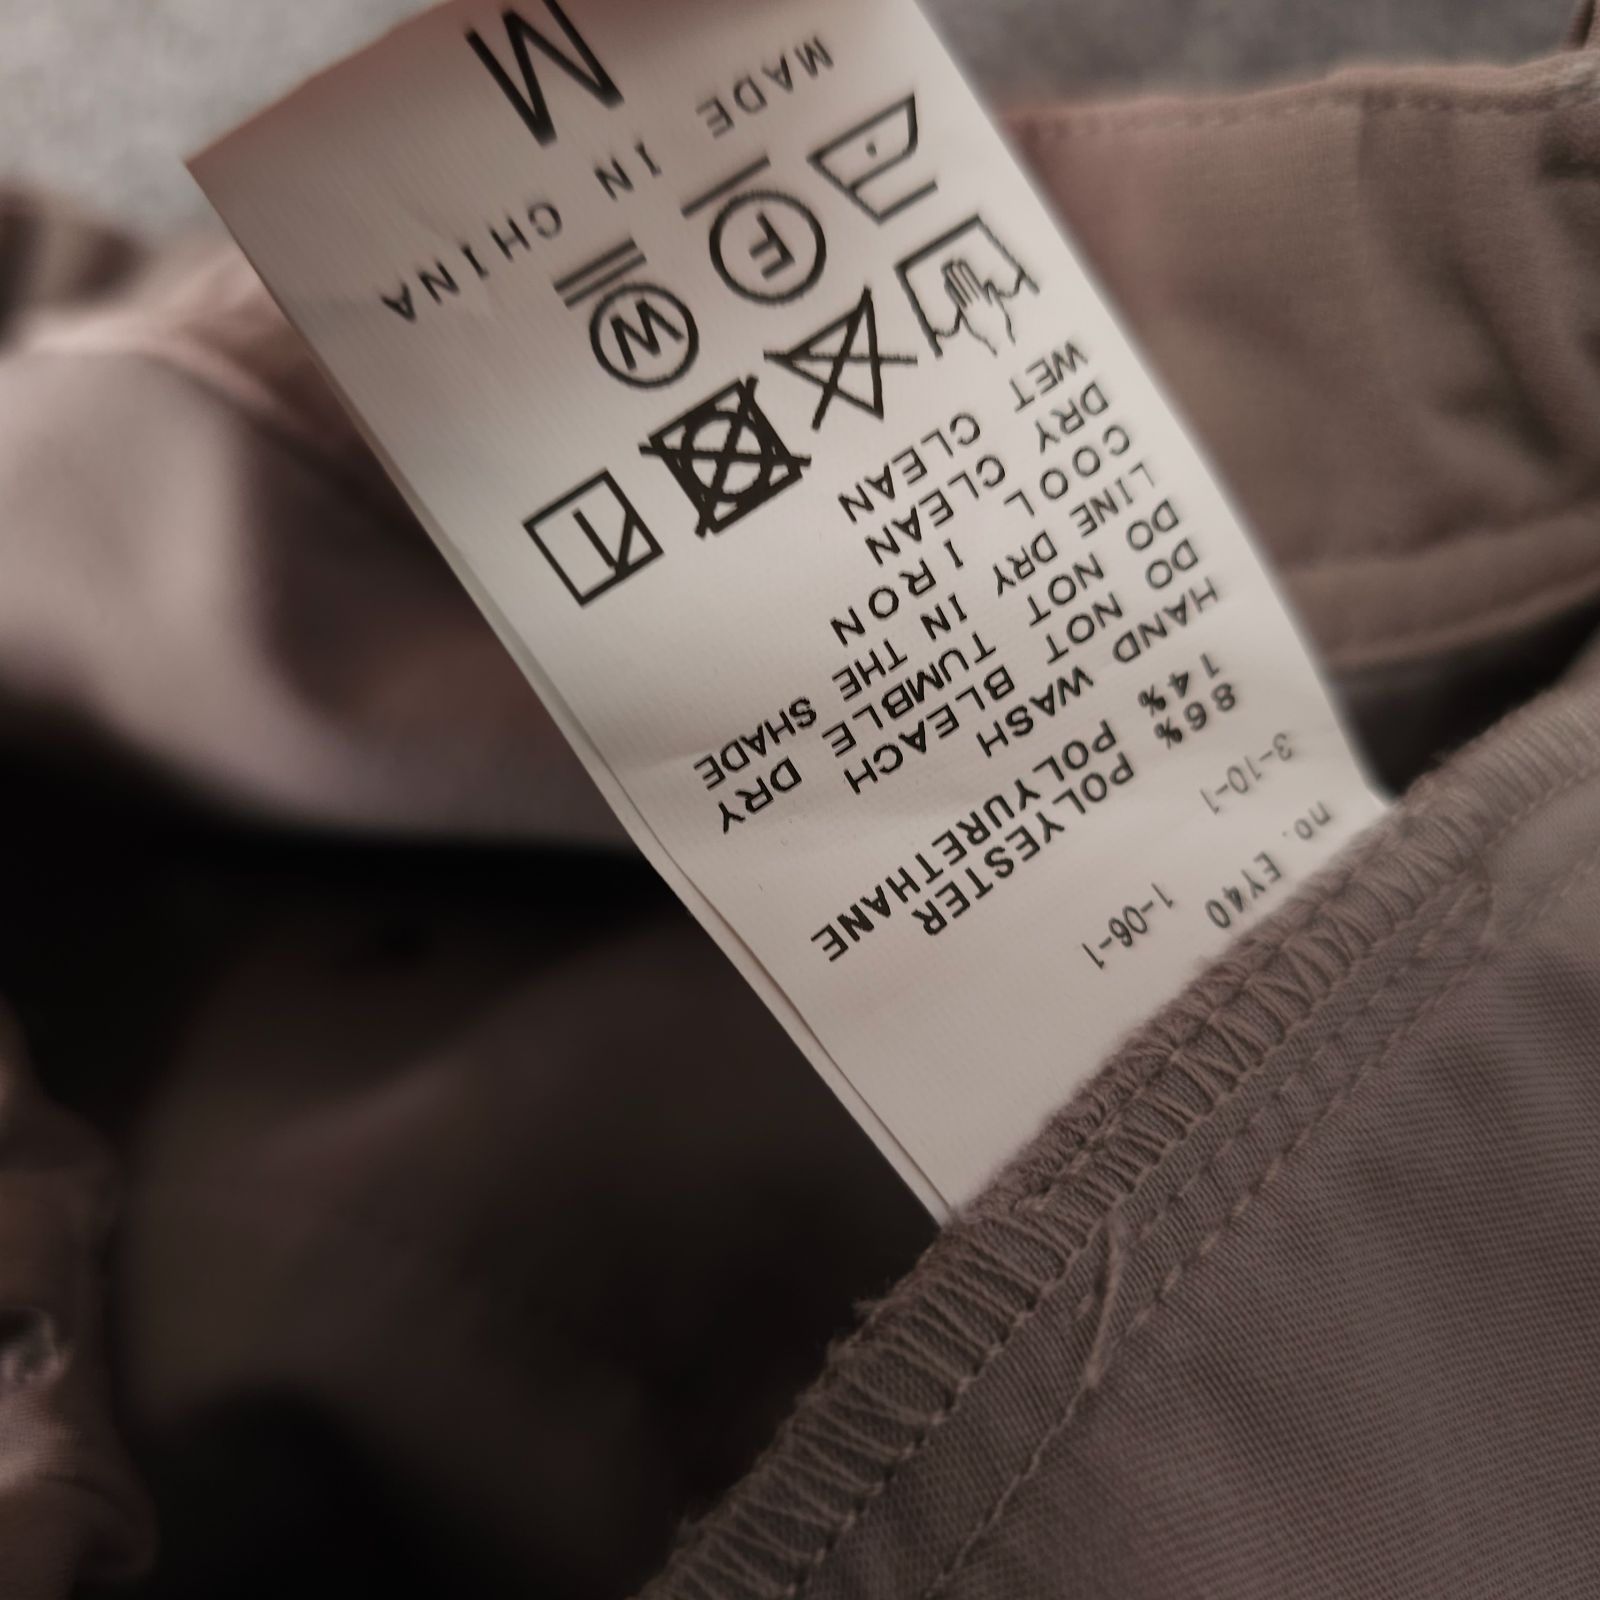 no. EY40 1-06-1
3-10-1
86% POLYESTER
14% POLYURETHANE
HAND WASH
DO NOT BLEACH
DO NOT TUMBLE DRY
LINE DRY IN THE SHADE
COOL IRON
DRY CLEAN
WET CLEAN
F W
MADE IN CHINA
M